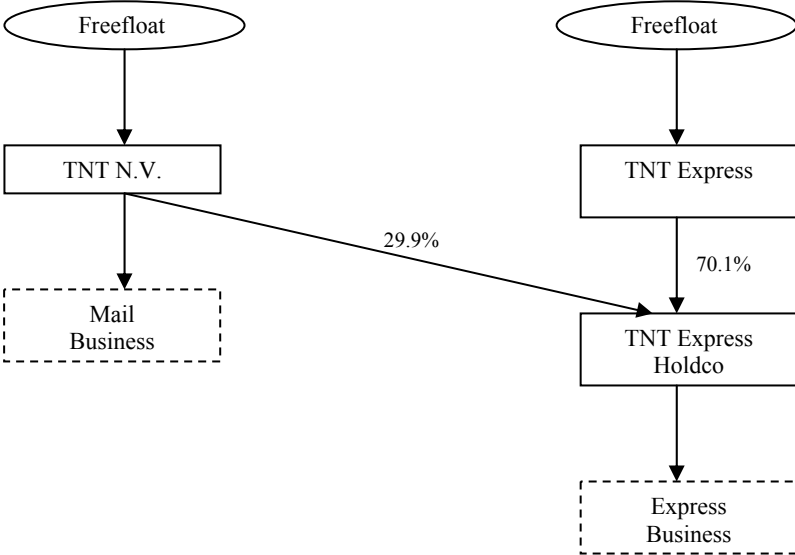 Freefloat
Freefloat
TNT N.V.
TNT Express
29.9%
70.1%
Mail
Business
TNT Express
Holdco
Express
Business